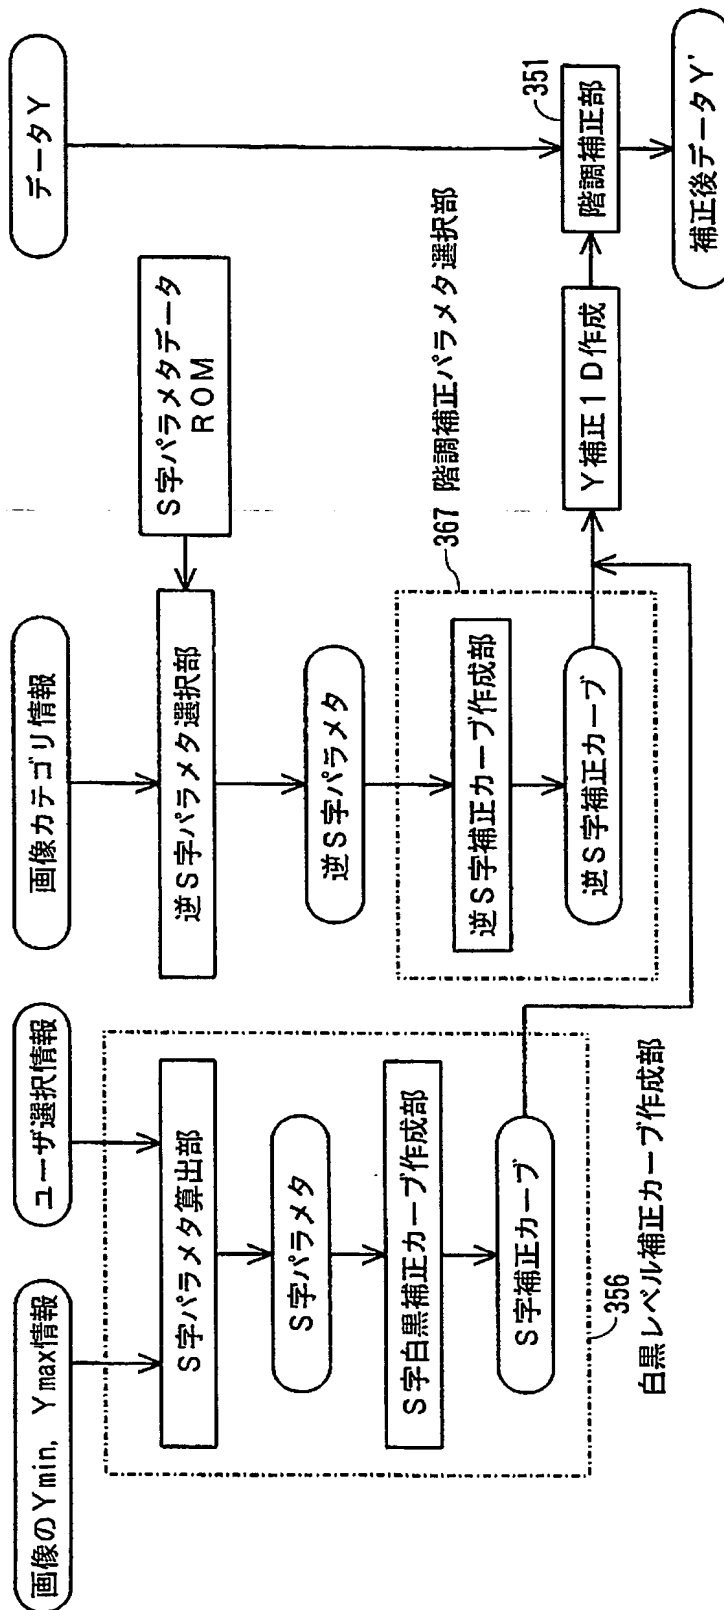 画像のYmin, Ymax情報
ユーザ選択情報
画像カテゴリ情報
データY
S字パラメタ算出部
S字パラメタ
S字白黒補正カーブ作成部
S字補正カーブ
356
白黒レベル補正カーブ作成部
逆S字パラメタ選択部
S字パラメタデータ
ROM
逆S字パラメタ
367 階調補正パラメタ選択部
逆S字補正カーブ作成部
逆S字補正カーブ
Y補正1D作成
351
階調補正部
補正後データY'